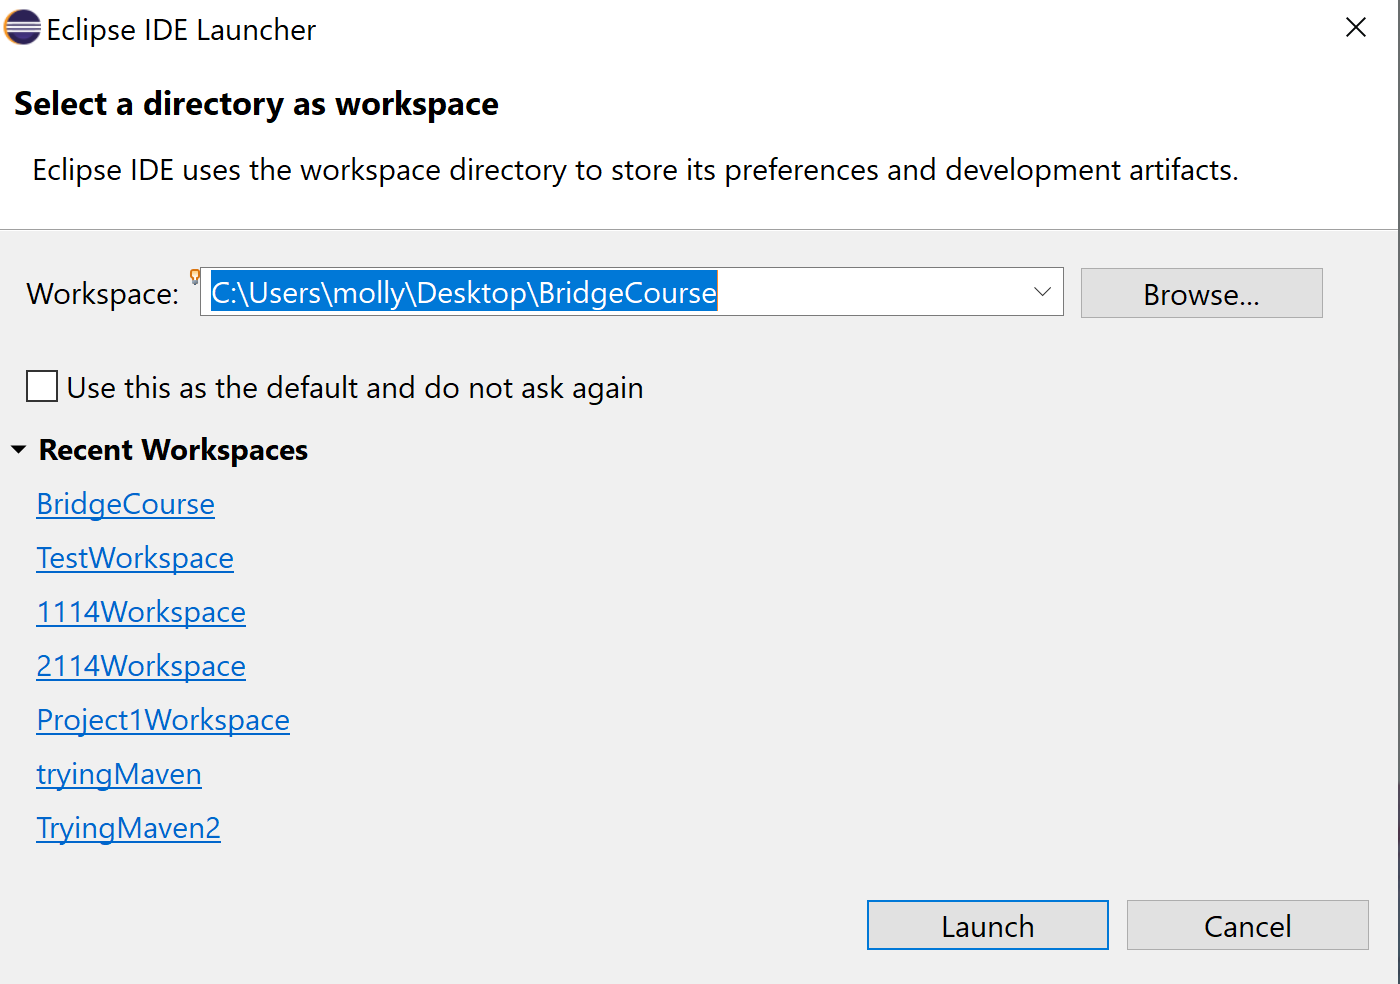 Eclipse IDE Launcher
Select a directory as workspace
Eclipse IDE uses the workspace directory to store its preferences and development artifacts.
Workspace: C:\Users\molly\Desktop\BridgeCourse Browse...
Use this as the default and do not ask again
Recent Workspaces
BridgeCourse
TestWorkspace
1114Workspace
2114Workspace
Project1Workspace
tryingMaven
TryingMaven2
Launch Cancel